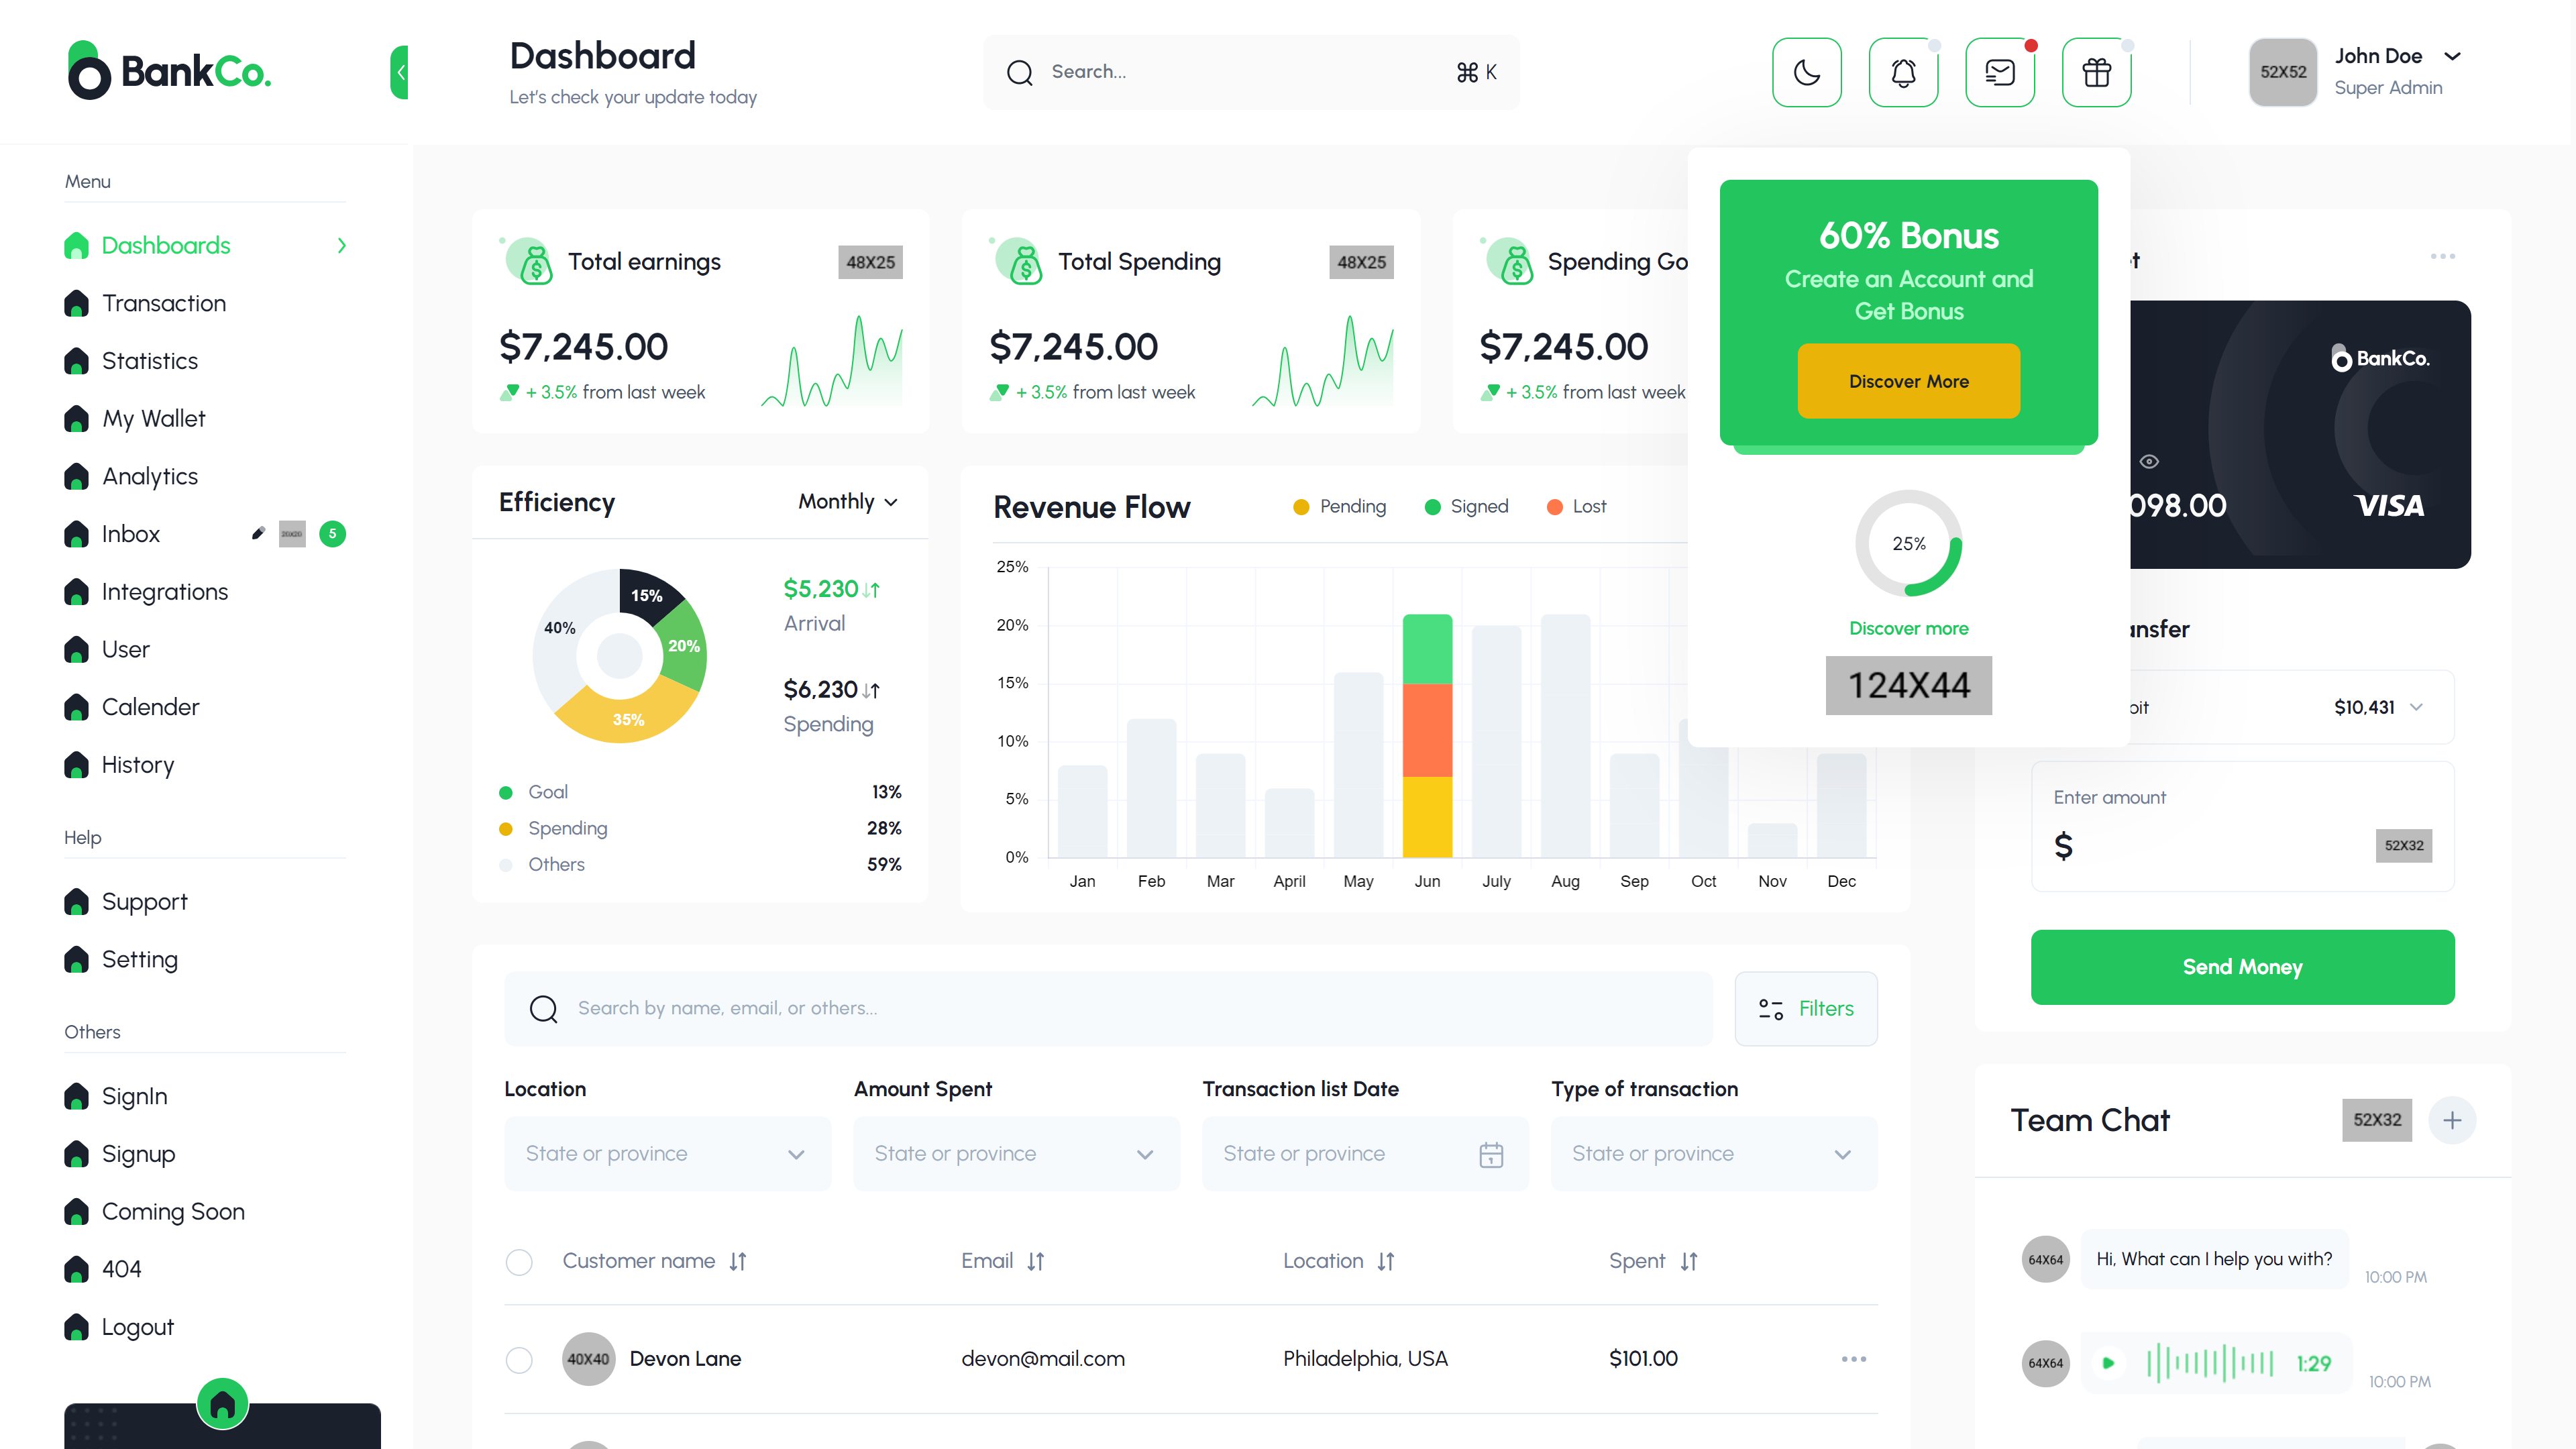 BankCo.
Dashboard
Let's check your update today
Search...
⌘ K
52X52
John Doe
Super Admin
Menu
Dashboards
Transaction
Statistics
My Wallet
Analytics
Inbox
20x20
5
Integrations
User
Calender
History
Help
Support
Setting
Others
SignIn
Signup
Coming Soon
404
Logout
Total earnings
48X25
$7,245.00
+ 3.5% from last week
Total Spending
48X25
$7,245.00
+ 3.5% from last week
Spending Go
$7,245.00
+ 3.5% from last week
60% Bonus
Create an Account and
Get Bonus
Discover More
25%
Discover more
124X44
t
BankCo.
098.00
VISA
Efficiency
Monthly
15%
40%
20%
35%
$5,230
Arrival
$6,230
Spending
Goal
13%
Spending
28%
Others
59%
Revenue Flow
Pending
Signed
Lost
25%
20%
15%
10%
5%
0%
Jan Feb Mar April May Jun July Aug Sep Oct Nov Dec
ansfer
bit
$10,431
Enter amount
$
52X32
Send Money
Search by name, email, or others...
Filters
Location
Amount Spent
Transaction list Date
Type of transaction
State or province
State or province
State or province
1
State or province
Customer name
Email
Location
Spent
40X40
Devon Lane
devon@mail.com
Philadelphia, USA
$101.00
Team Chat
52X32
64X64
Hi, What can I help you with?
10:00 PM
64X64
1:29
10:00 PM